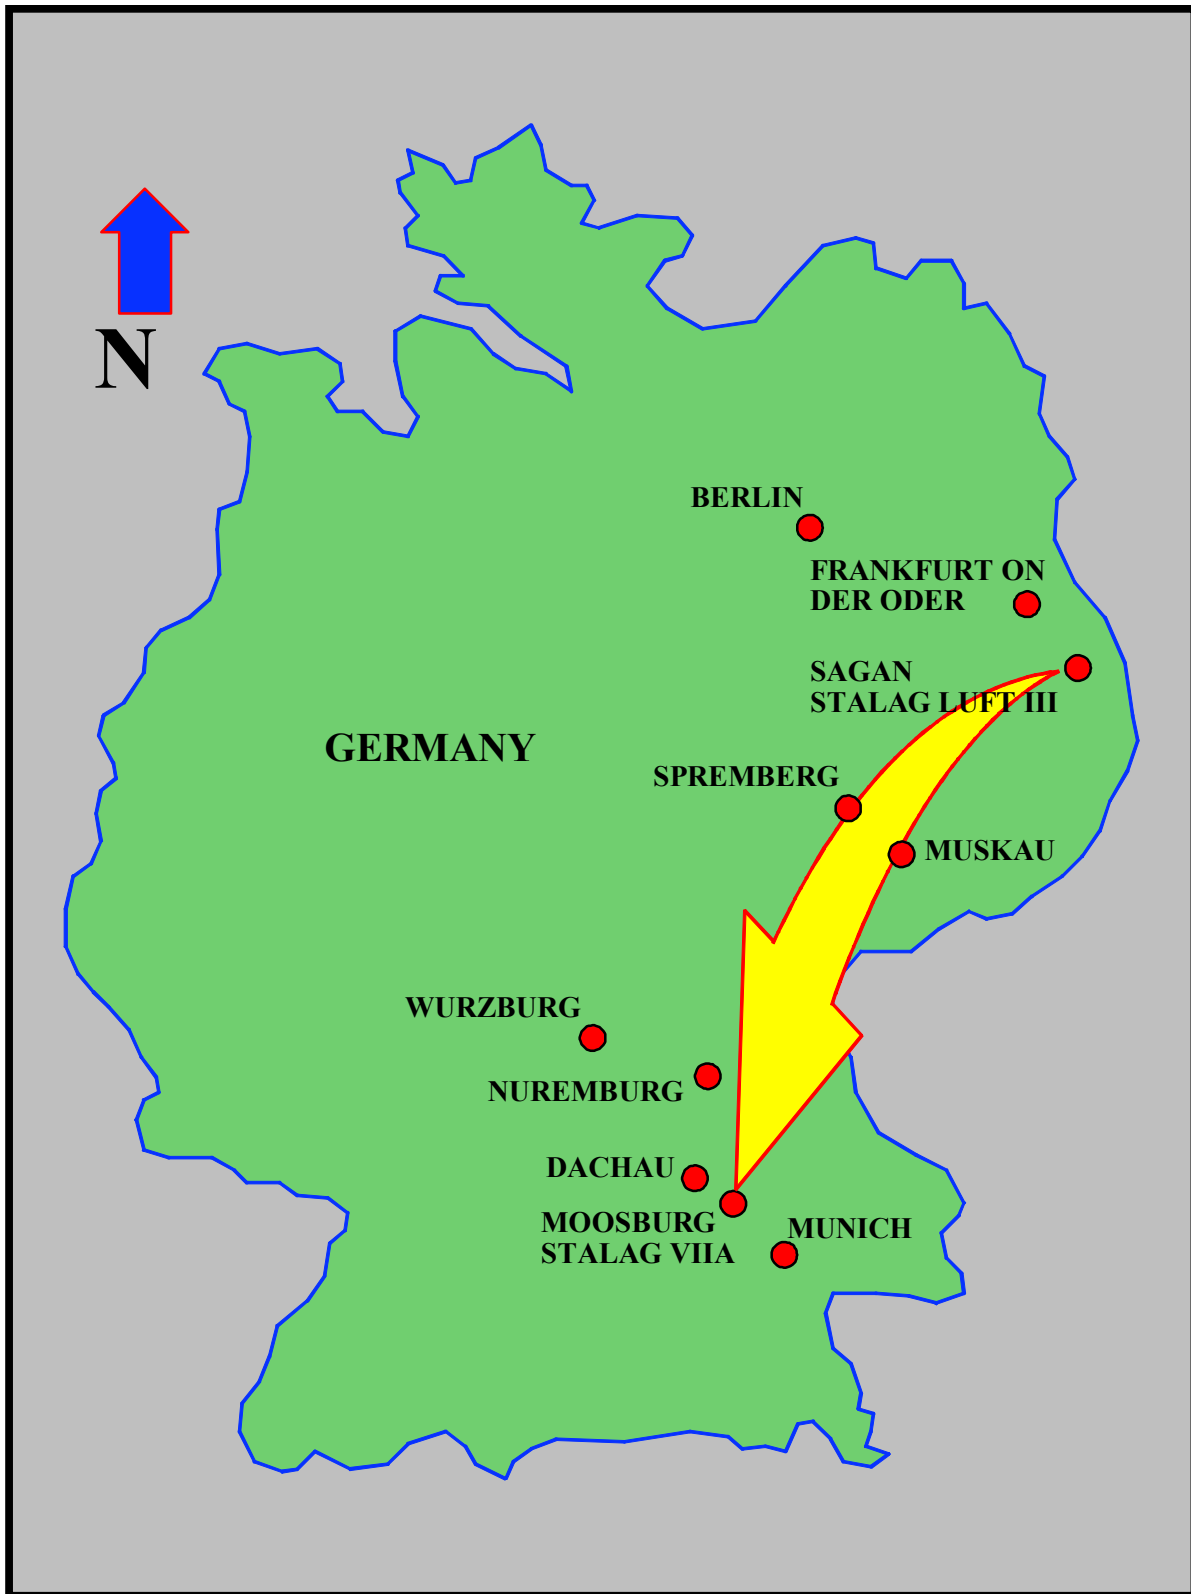 N
BERLIN
FRANKFURT ON
DER ODER
SAGAN
STALAG LUFT III
GERMANY
SPREMBERG
MUSKAU
WURZBURG
NUREMBURG
DACHAU
MOOSBURG
STALAG VIIA
MUNICH